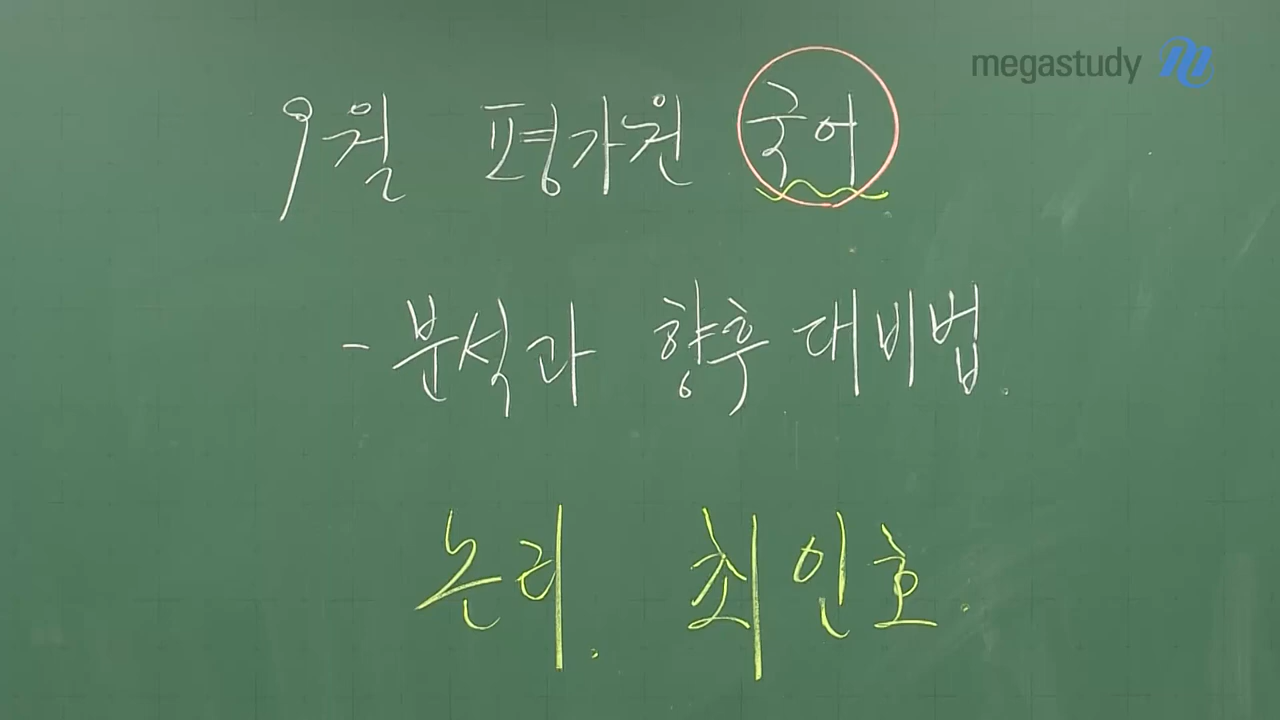 megastudy
9월 평가원 국어
- 분석과 향후 대비법.
논리. 최인호.